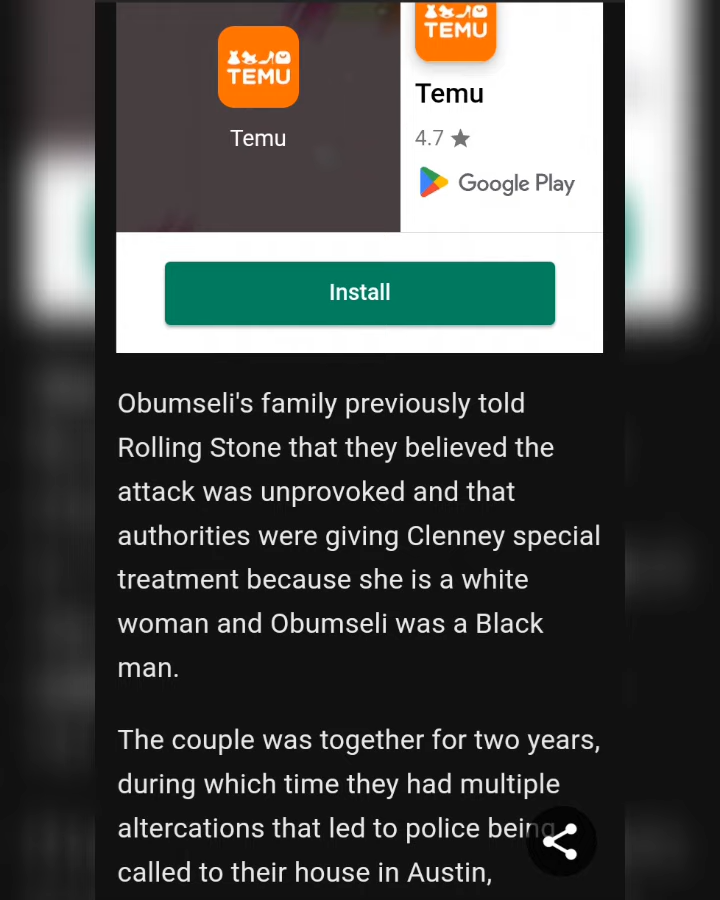 TEMU
Temu
TEMU
Temu
4.7
Google Play
Install
Obumseli's family previously told
Rolling Stone that they believed the
attack was unprovoked and that
authorities were giving Clenney special
treatment because she is a white
woman and Obumseli was a Black
man.
The couple was together for two years,
during which time they had multiple
altercations that led to police being
called to their house in Austin,